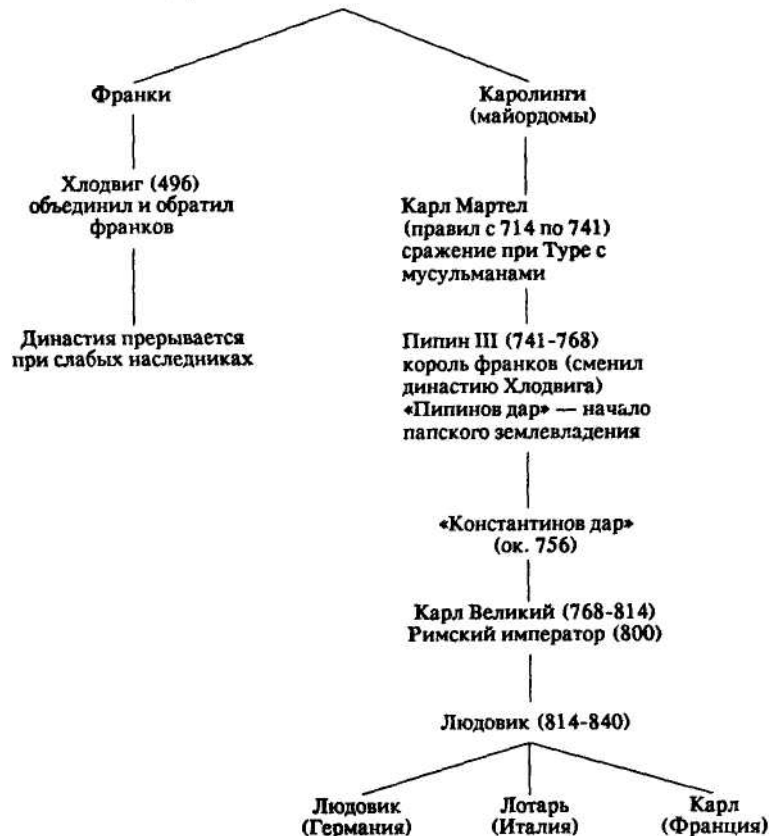 Франки
Каролинги
(майордомы)
Хлодвиг (496)
объединил и обратил
франков
Карл Мартел
(правил с 714 по 741)
сражение при Туре с
мусульманами
Династия прерывается
при слабых наследниках
Пипин III (741-768)
король франков (сменил
династию Хлодвига)
«Пипинов дар» — начало
папского землевладения
«Константинов дар»
(ок. 756)
Карл Великий (768-814)
Римский император (800)
Людовик (814-840)
Людовик
(Германия)
Лотарь
(Италия)
Карл
(Франция)